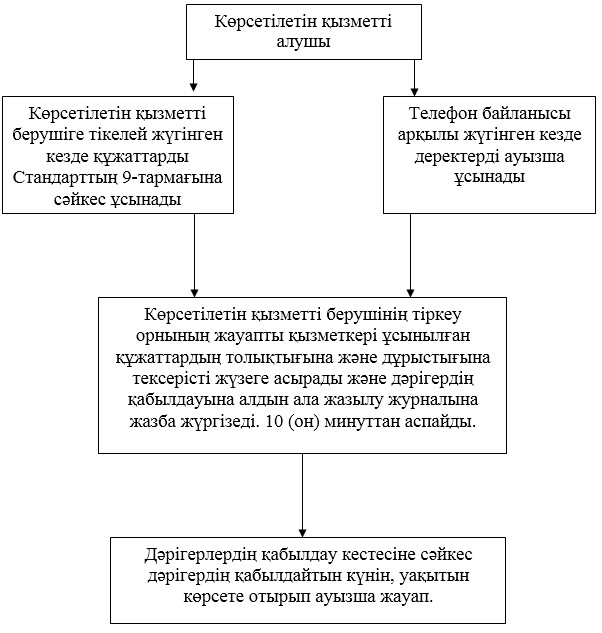 Көрсетілетін қызметті
алушы
Көрсетілетін қызметті
берушіге тікелей жүгінген
кезде құжаттарды
Стандарттың 9-тармағына
сәйкес ұсынады
Телефон байланысы
арқылы жүгінген кезде
деректерді ауызша
ұсынады
Көрсетілетін қызметті берушінің тіркеу
орнының жауапты қызметкері ұсынылған
құжаттардың толықтығына және дұрыстығына
тексерісті жүзеге асырады және дәрігердің
қабылдауына алдын ала жазылу журналына
жазба жүргізеді. 10 (он) минуттан аспайды.
Дәрігерлердің қабылдау кестесіне сәйкес
дәрігердің қабылдайтын күнін, уақытын
көрсете отырып ауызша жауап.